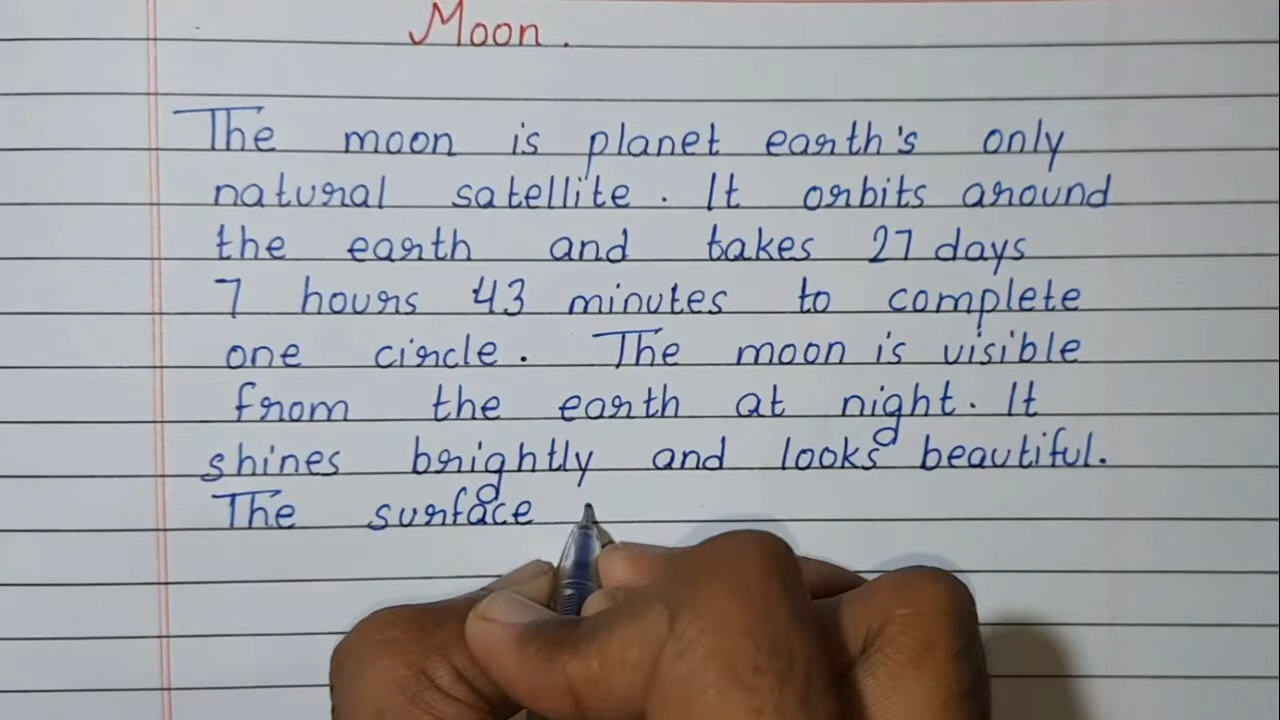 Moon.
The moon is planet earth's only
natural satellite. It orbits around
the earth and takes 27 days
7 hours 43 minutes to complete
one circle. The moon is visible
from the earth at night. It
shines brightly and looks beautiful.
The surface